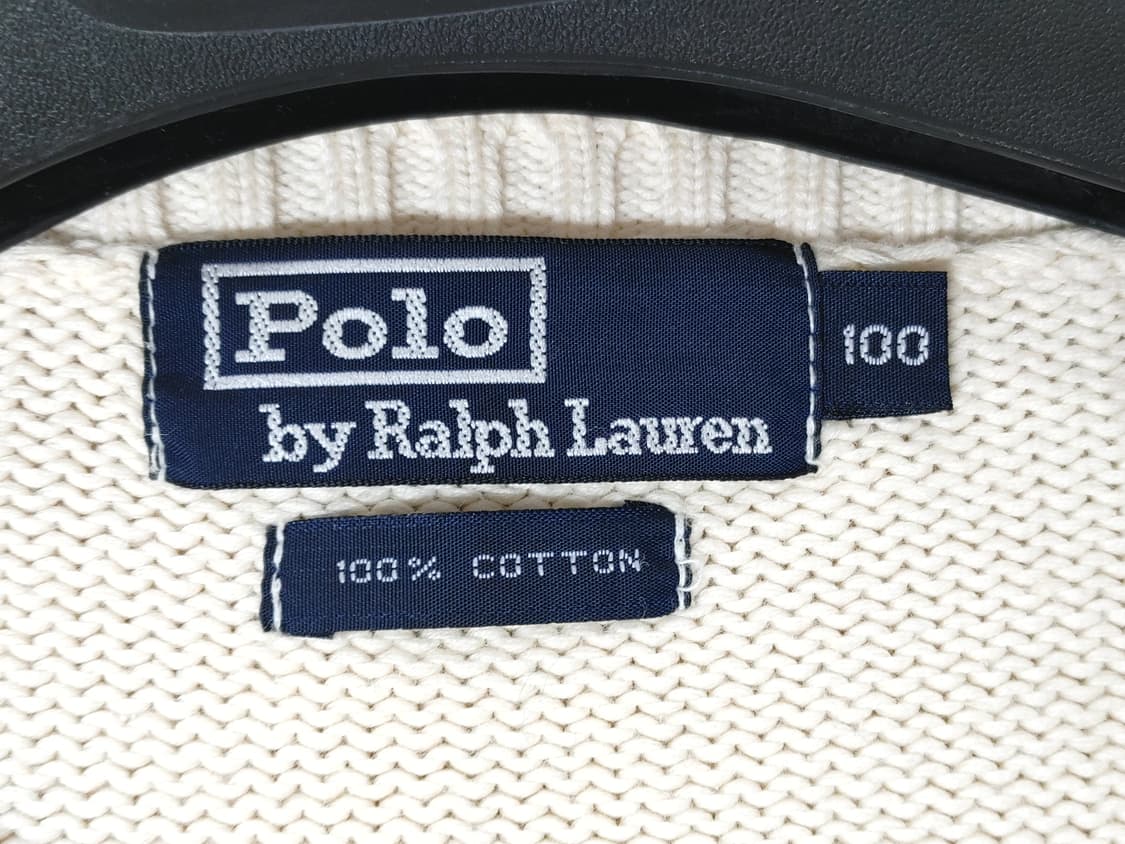 Polo
100
by Ralph Lauren
100% COTTON